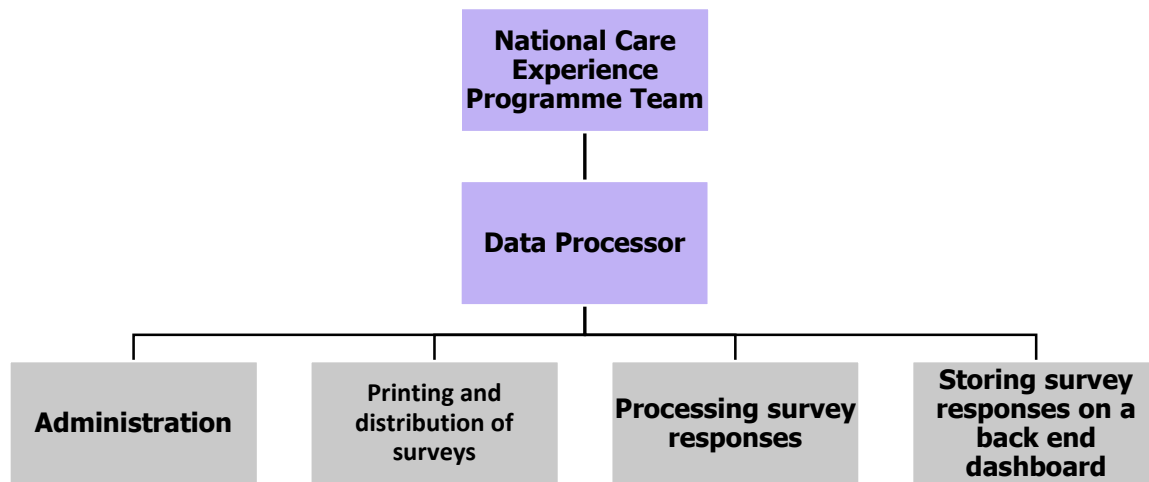 National Care
Experience
Programme Team
Data Processor
Administration
Printing and
distribution of
surveys
Processing survey
responses
Storing survey
responses on a
back end
dashboard